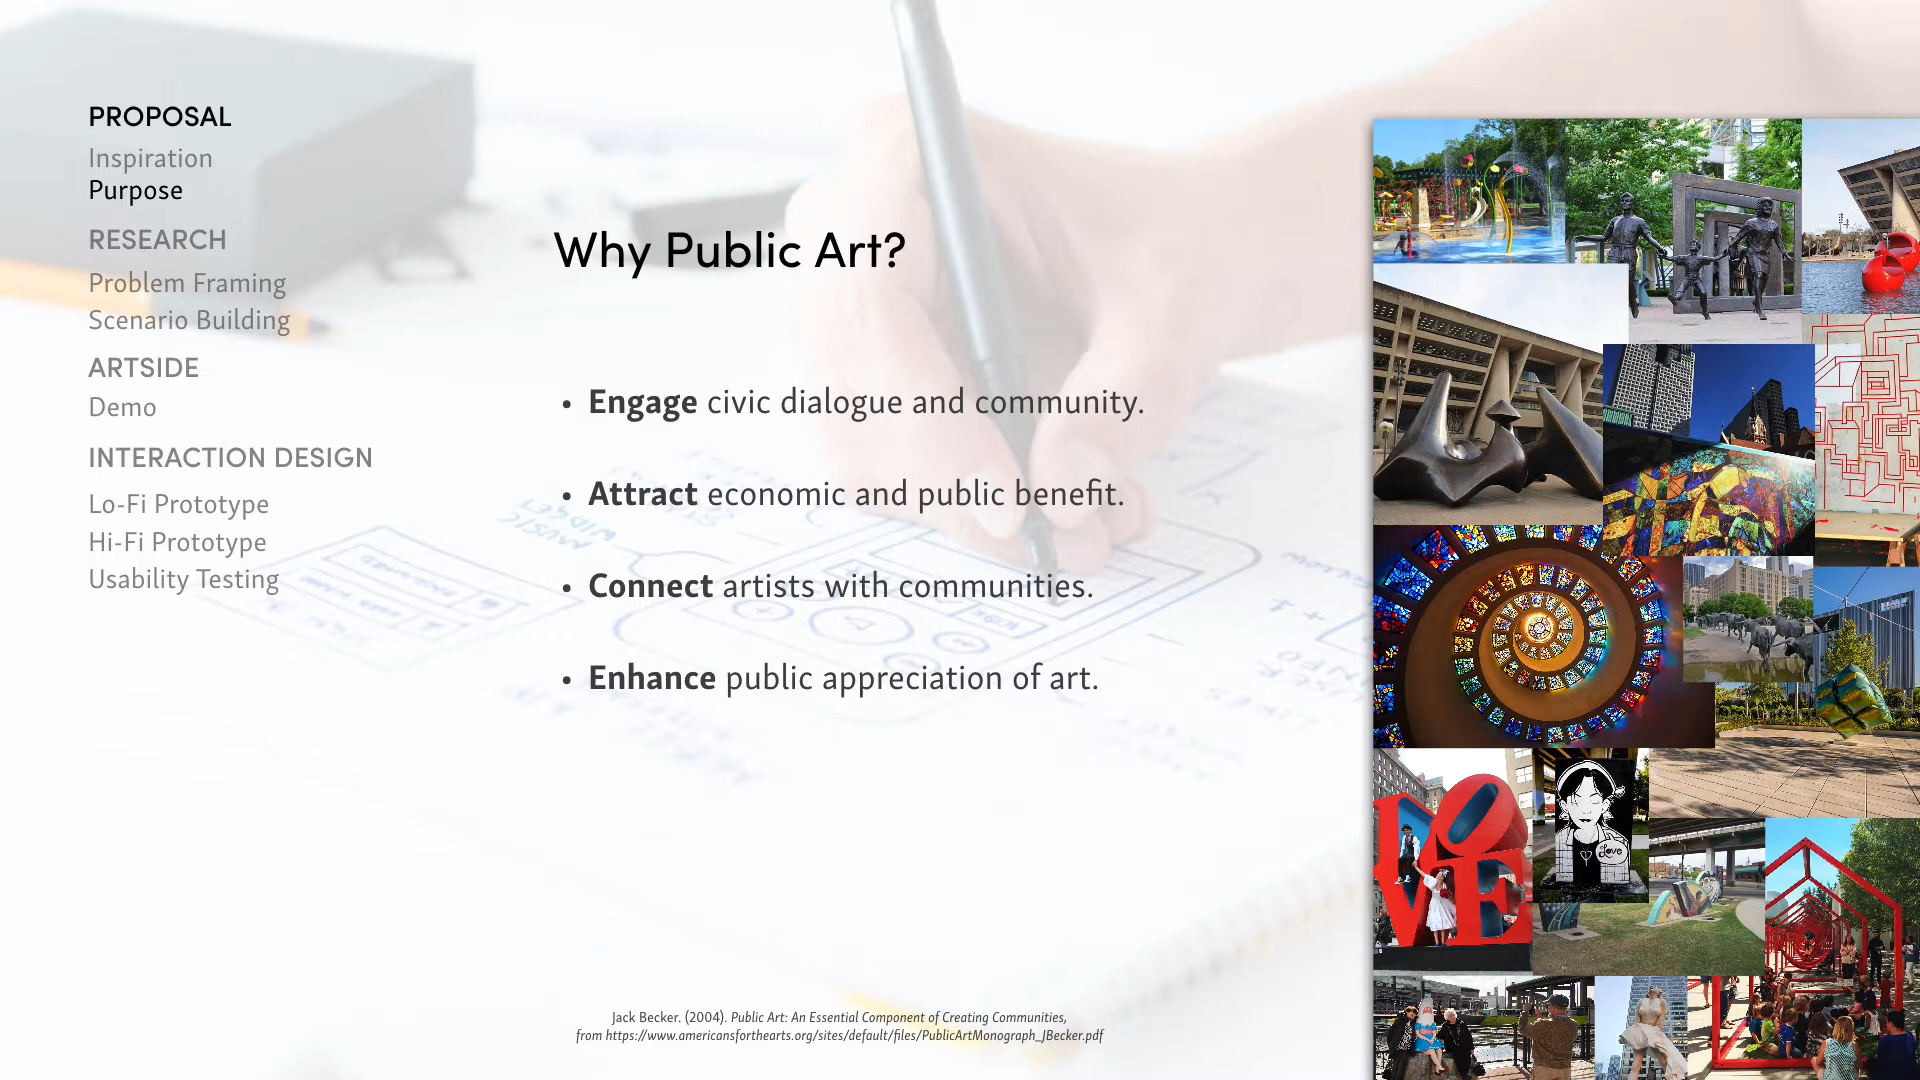 PROPOSAL
Inspiration
Purpose
RESEARCH
Problem Framing
Scenario Building
ARTSIDE
Demo
INTERACTION DESIGN
Lo-Fi Prototype
Hi-Fi Prototype
Usability Testing
Why Public Art?
• Engage civic dialogue and community.
• Attract economic and public benefit.
• Connect artists with communities.
• Enhance public appreciation of art.
Jack Becker. (2004). Public Art: An Essential Component of Creating Communities,
from https://www.americansforthearts.org/sites/default/files/PublicArtMonograph_JBecker.pdf
LOVE
Love